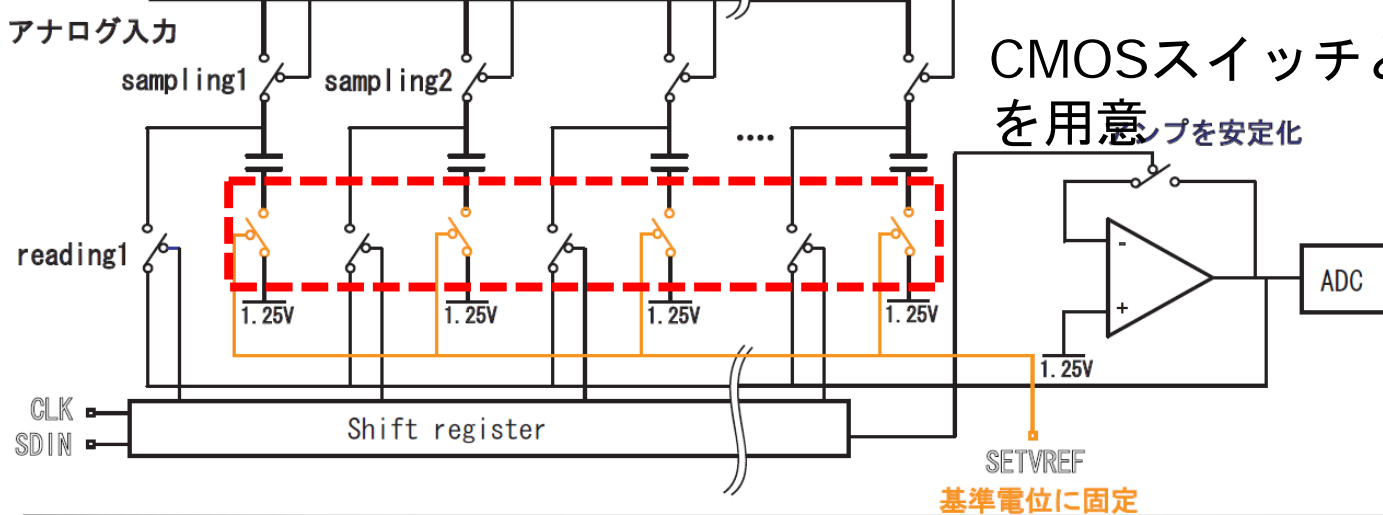 アナログ入力
CMOSスイッチと
を用意
sampling1
sampling2
....
ンプを安定化
reading1
-
+
ADC
1.25V
1.25V
1.25V
1.25V
1.25V
CLK
SDIN
Shift register
SETVREF
基準電位に固定